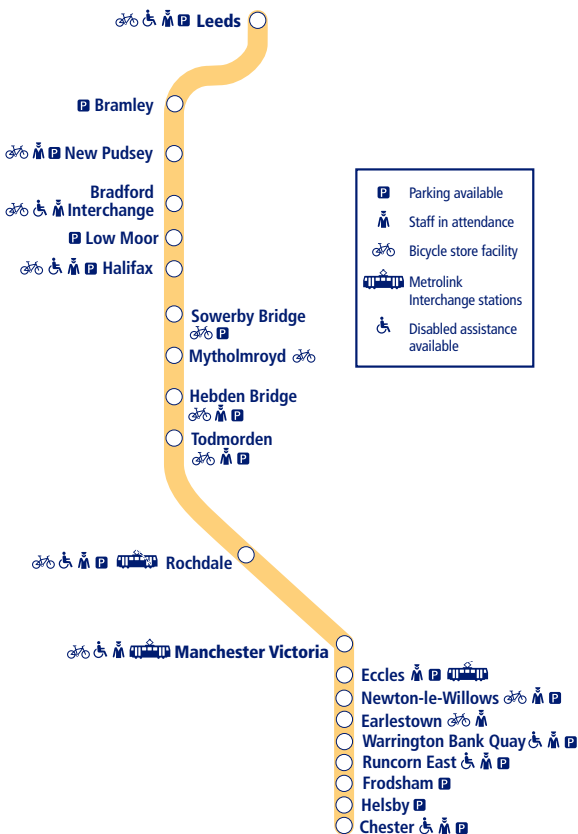 Leeds
P Bramley
P New Pudsey
Bradford
Interchange
P Low Moor
P Halifax
Sowerby Bridge
P
Mytholmroyd
Hebden Bridge
P
Todmorden
P
P Rochdale
Manchester Victoria
Eccles P
Newton-le-Willows P
Earlestown
Warrington Bank Quay P
Runcorn East P
Frodsham P
Helsby P
Chester P
P Parking available
Staff in attendance
Bicycle store facility
Metrolink
Interchange stations
Disabled assistance
available